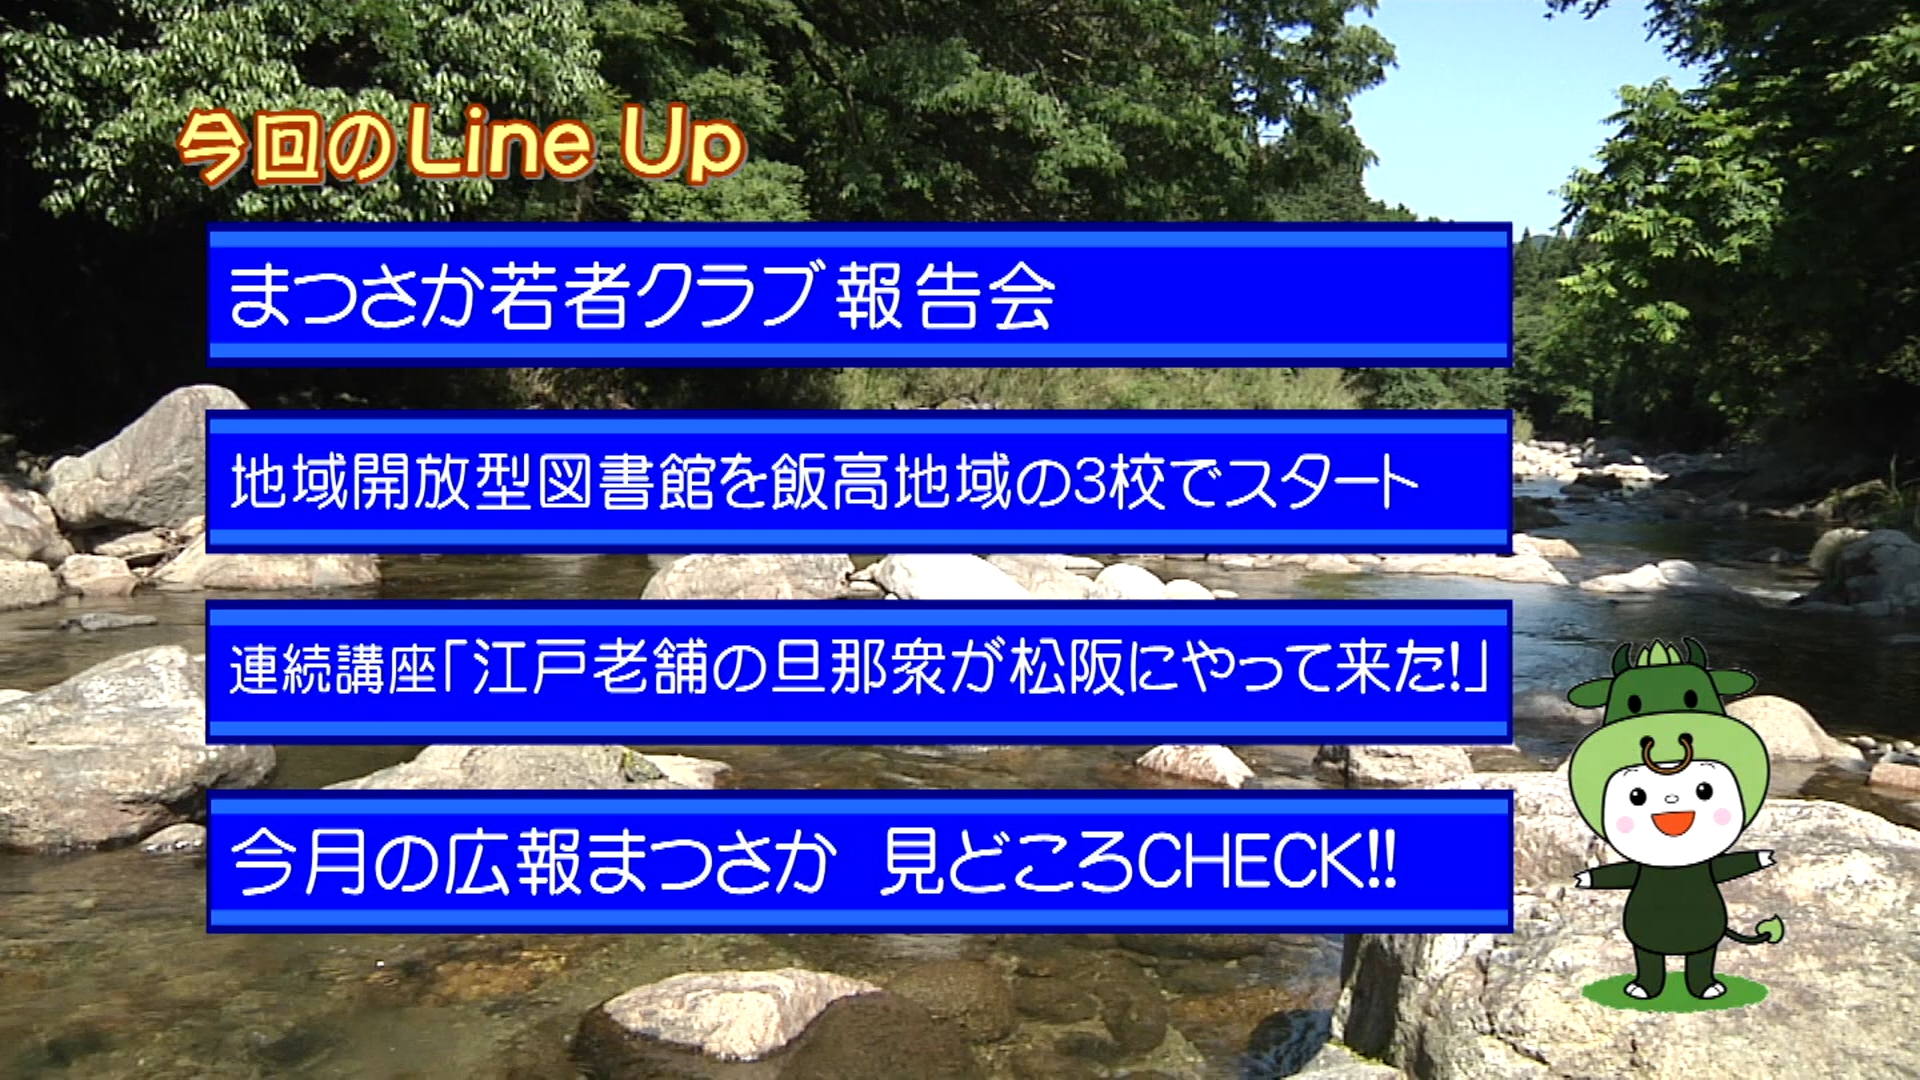 今回のLine Up
まつさか若者クラブ報告会
地域開放型図書館を飯高地域の3校でスタート
連続講座「江戸老舗の旦那衆が松阪にやって来た!」
今月の広報まつさか　見どころCHECK!!